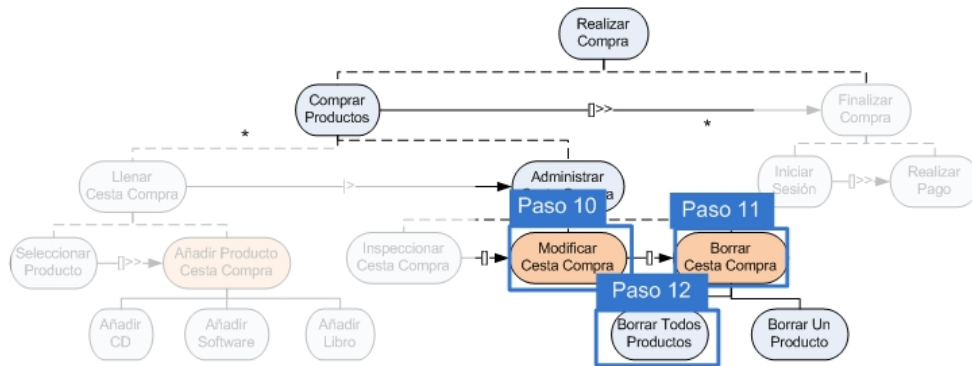 Realizar
Compra
Comprar
Productos
[]>>
Finalizar
Compra
*
*
Llenar
Cesta Compra
|>
Administrar
Iniciar
Sesión
[]>>
Realizar
Pago
Paso 10
Paso 11
Seleccionar
Producto
[]>>
Añadir Producto
Cesta Compra
Inspeccionar
Cesta Compra
[]
Modificar
Cesta Compra
[]
Borrar
Cesta Compra
Paso 12
Añadir
CD
Añadir
Software
Añadir
Libro
Borrar Todos
Productos
Borrar Un
Producto